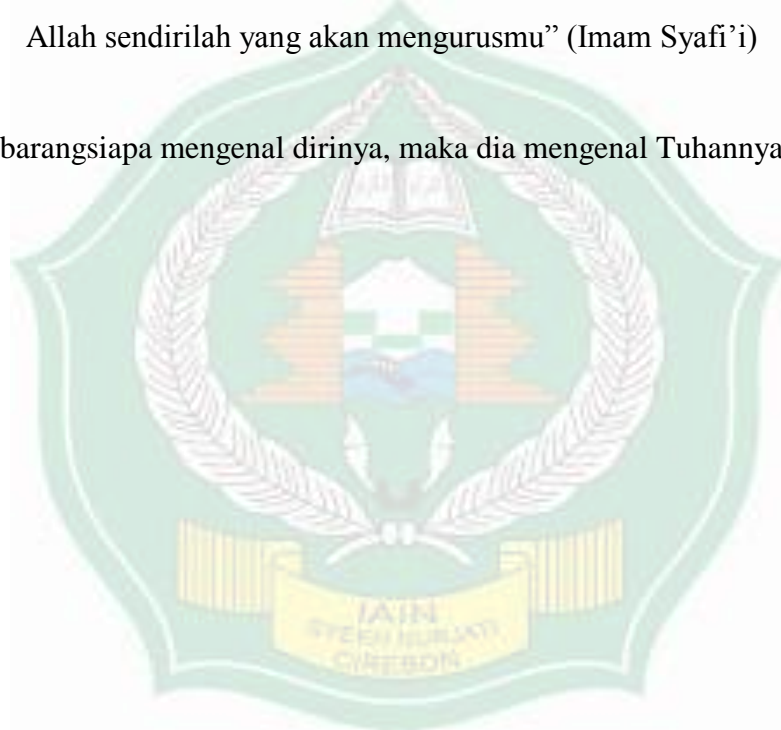 Allah sendirilah yang akan mengurusmu” (Imam Syafi’i)
barangsiapa mengenal dirinya, maka dia mengenal Tuhannya
IAIN
SYEKH NURJATI
CIREBON